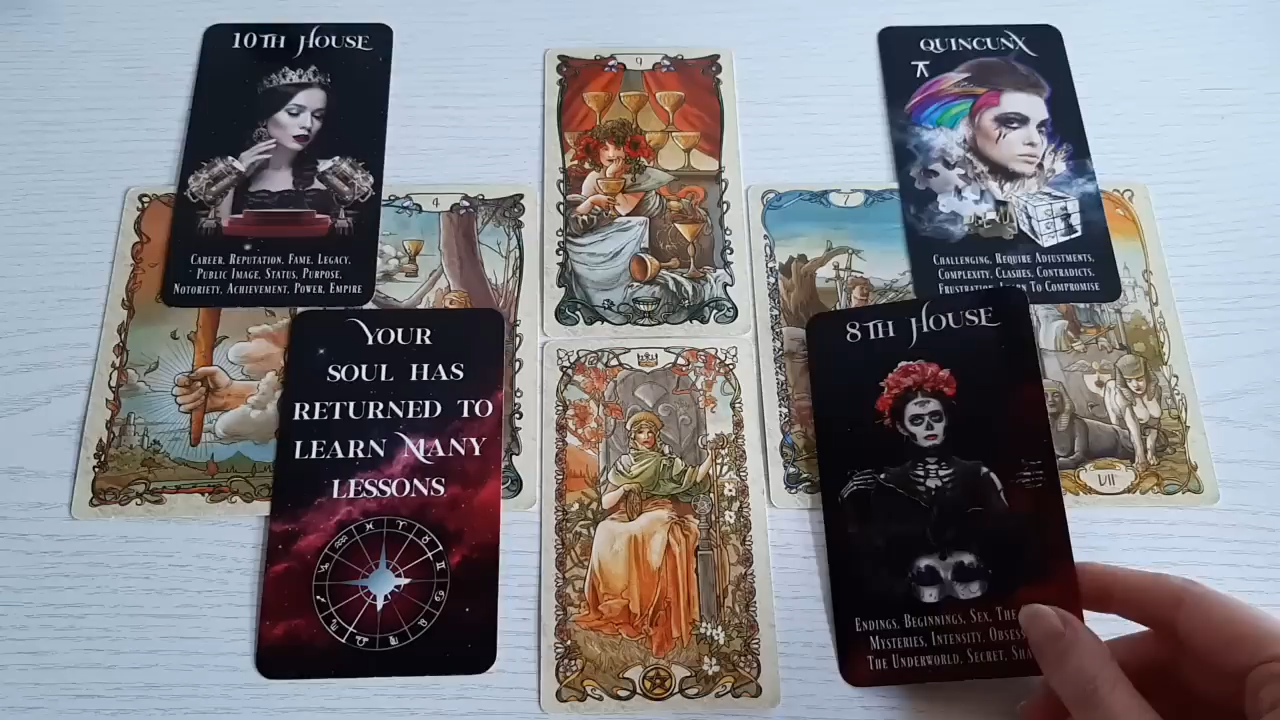 10TH HOUSE
CAREER, REPUTATION, FAME, LEGACY,
PUBLIC IMAGE, STATUS, PURPOSE,
NOTORIETY, ACHIEVEMENT, POWER, EMPIRE
4
9
7
QUINCUNX
CHALLENGING, REQUIRE ADJUSTMENTS,
COMPLEXITY, CLASHES, CONTRADICTS,
TO COMPROMISE
YOUR
SOUL HAS
RETURNED TO
LEARN MANY
LESSONS
8TH HOUSE
ENDINGS, BEGINNINGS, SEX,
MYSTERIES, INTENSITY,
THE UNDERWORLD, SECRET,
VII